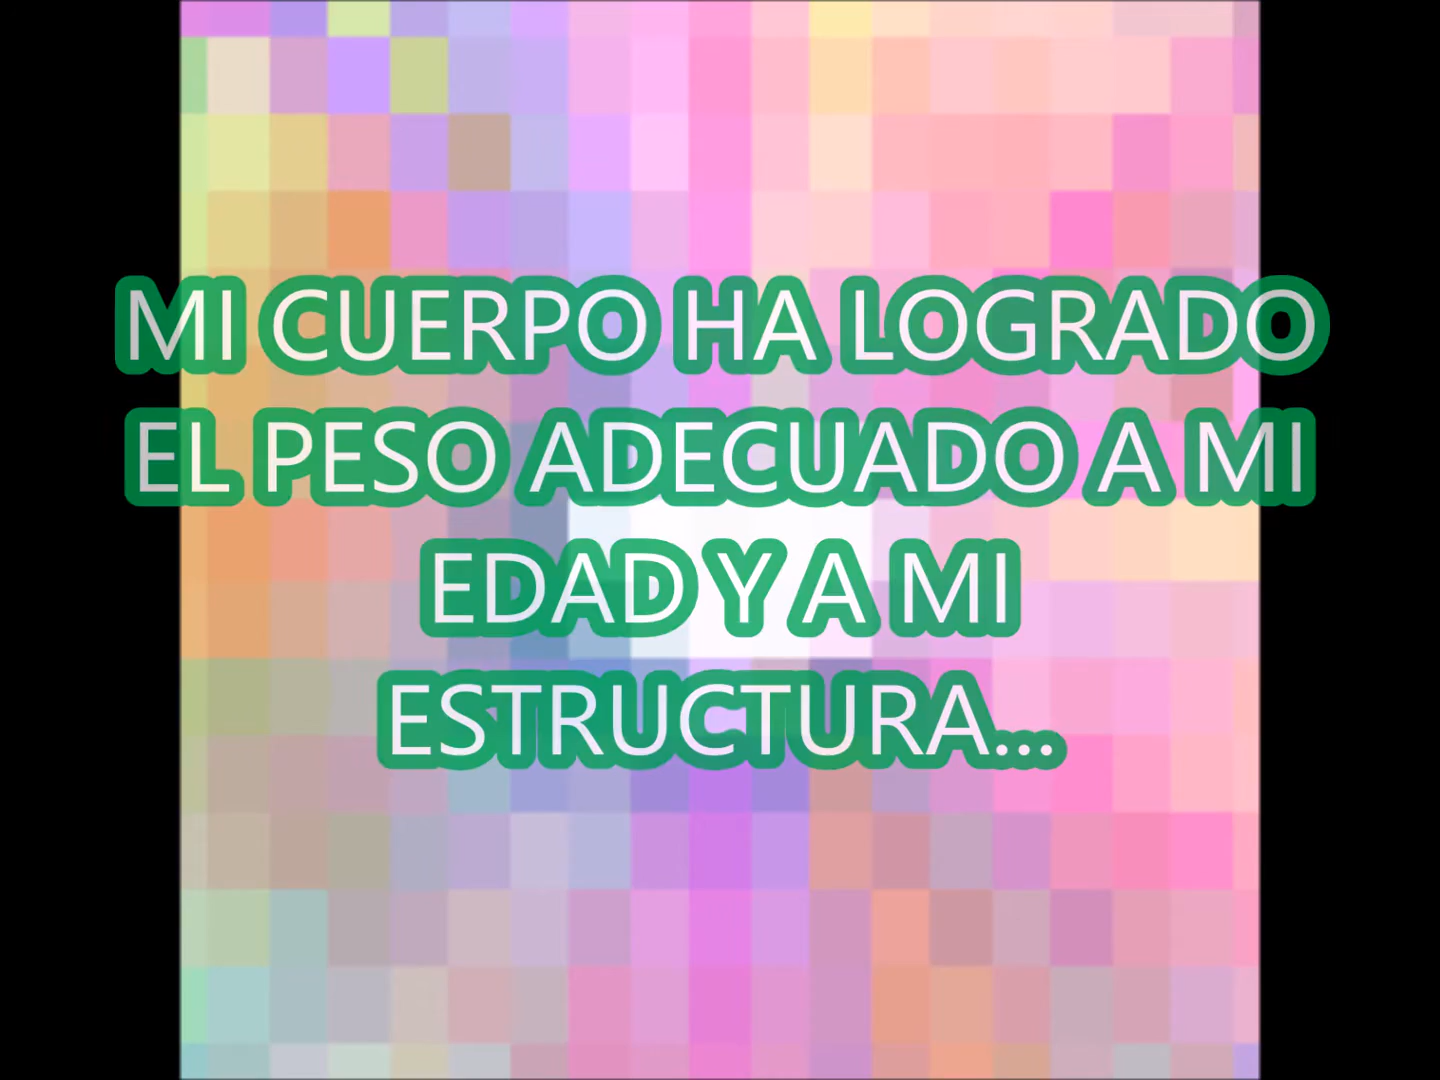 MI CUERPO HA LOGRADO
EL PESO ADECUADO A MI
EDAD Y A MI
ESTRUCTURA...